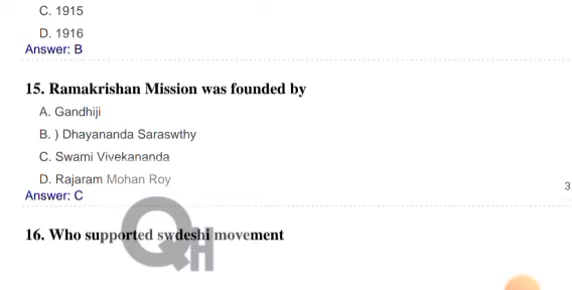 C. 1915
D. 1916
Answer: B
15. Ramakrishan Mission was founded by
A. Gandhiji
B. ) Dhayananda Saraswthy
C. Swami Vivekananda
D. Rajaram Mohan Roy
Answer: C
3
16. Who supported swdeshi movement
QH